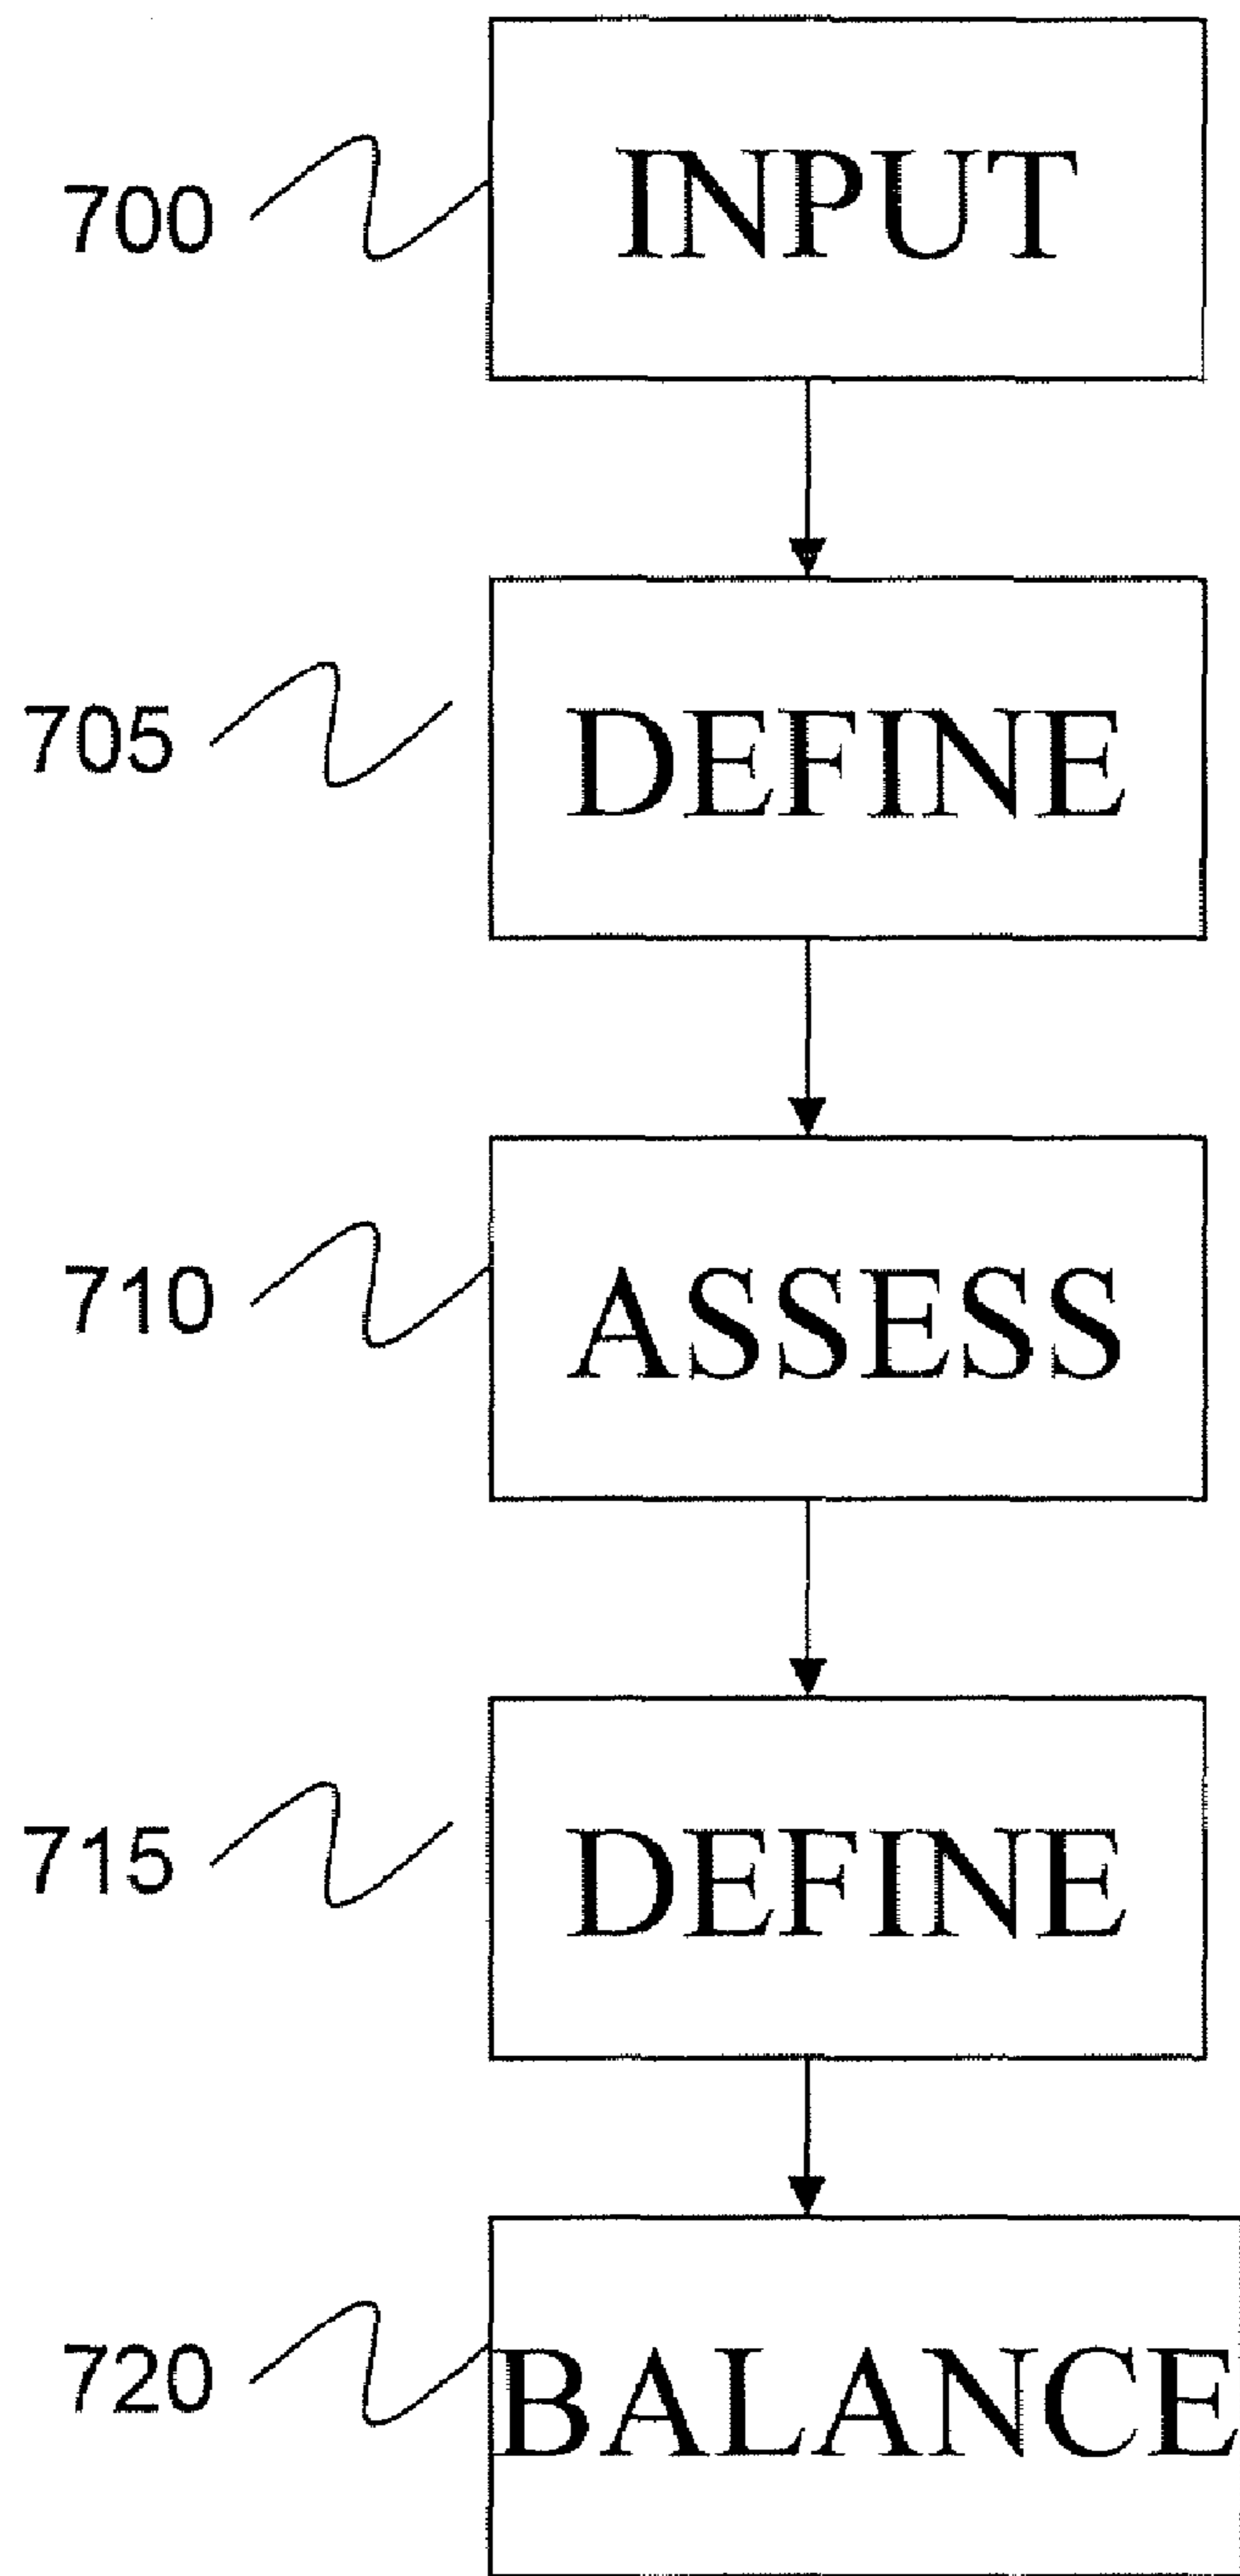 700 INPUT
705 DEFINE
710 ASSESS
715 DEFINE
720 BALANCE